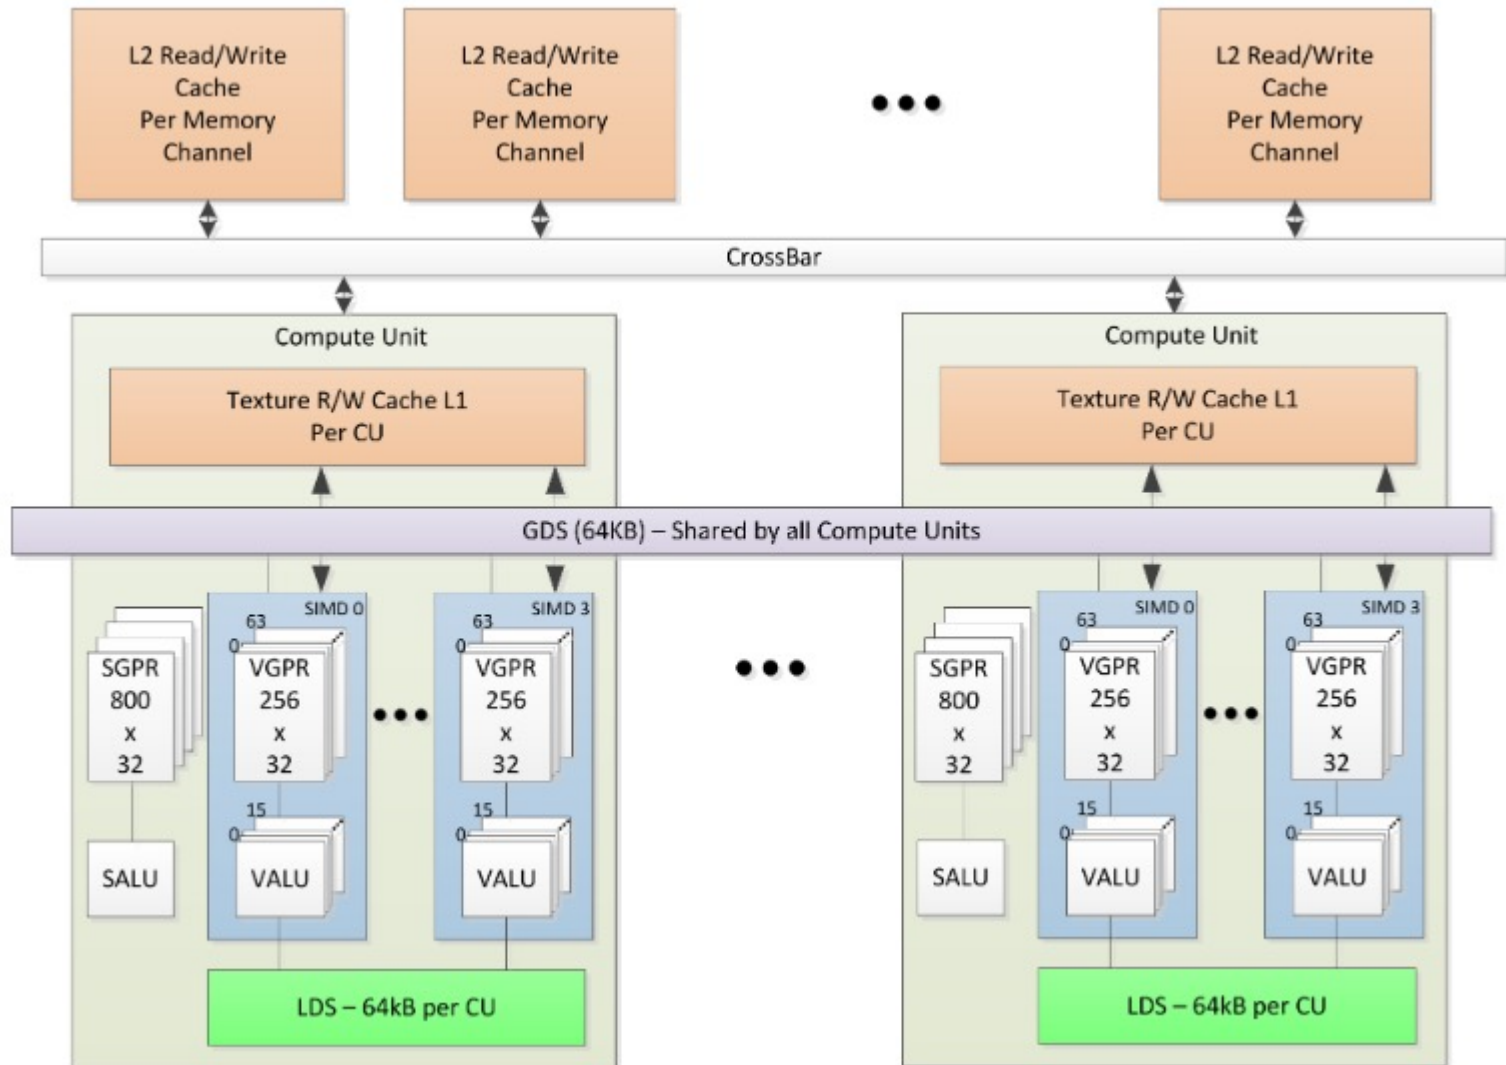 L2 Read/Write
Cache
Per Memory
Channel
L2 Read/Write
Cache
Per Memory
Channel
L2 Read/Write
Cache
Per Memory
Channel
CrossBar
Compute Unit
Texture R/W Cache L1
Per CU
Compute Unit
Texture R/W Cache L1
Per CU
GDS (64KB) – Shared by all Compute Units
SGPR
800
x
32
SALU
SIMD 0
63
0
VGPR
256
x
32
15
0
VALU
SIMD 3
63
0
VGPR
256
x
32
15
0
VALU
LDS – 64kB per CU
SGPR
800
x
32
SALU
SIMD 0
63
0
VGPR
256
x
32
15
0
VALU
SIMD 3
63
0
VGPR
256
x
32
15
0
VALU
LDS – 64kB per CU